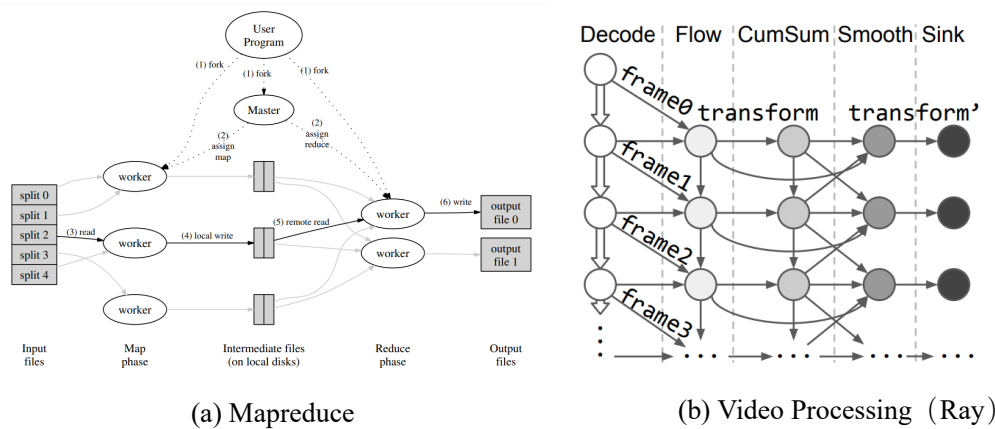 User
Program
(1) fork
(1) fork
(1) fork
Master
(2)
assign
map
(2)
assign
reduce
worker
split 0
split 1
split 2
split 3
split 4
(3) read
worker
(4) local write
(5) remote read
worker
(6) write
output
file 0
worker
output
file 1
worker
Input
files
Map
phase
Intermediate files
(on local disks)
Reduce
phase
Output
files
(a) Mapreduce
Decode
Flow
CumSum
Smooth
Sink
frame0
transform
transform’
frame1
frame2
frame3
(b) Video Processing（Ray）